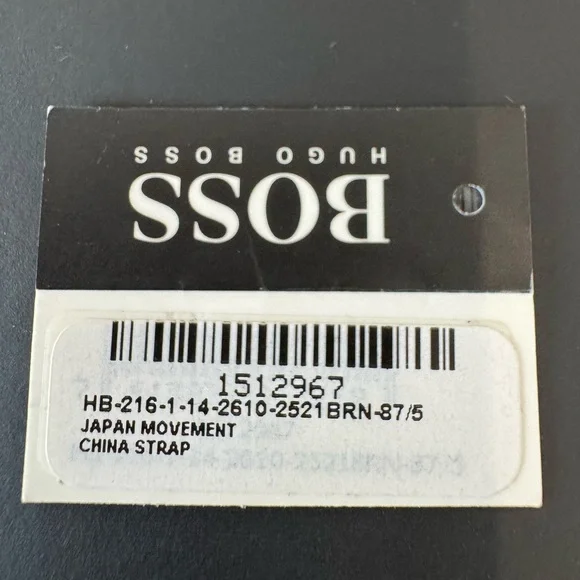 HUGO BOSS
BOSS
1512967
HB-216-1-14-2610-2521BRN-87/5
JAPAN MOVEMENT
CHINA STRAP